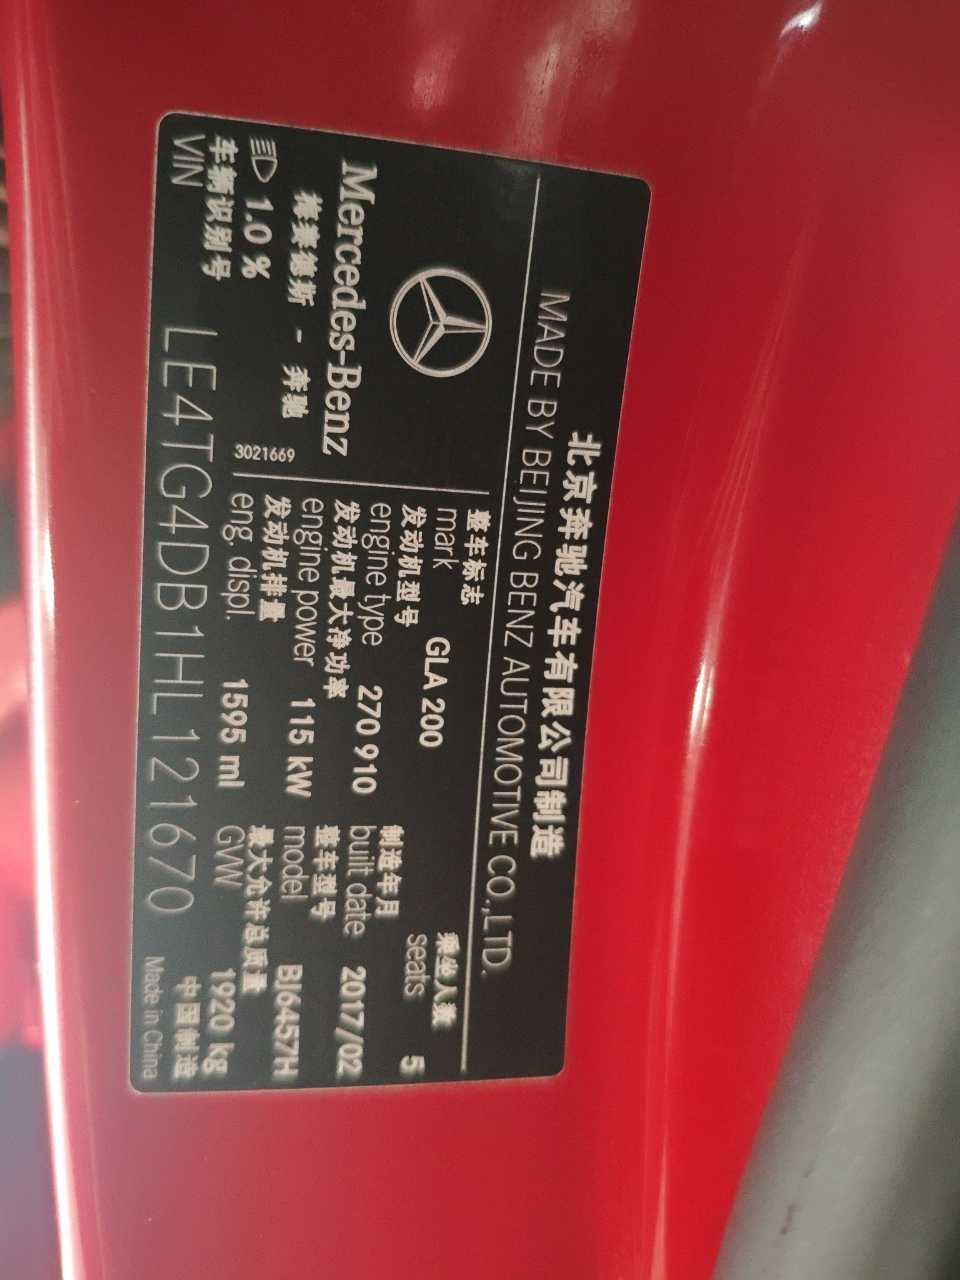 北京奔驰汽车有限公司制造
MADE BY BEIJING BENZ AUTOMOTIVE CO.,LTD.
Mercedes-Benz
梅赛德斯 - 奔驰
1.0 %
3021669
整车标志
mark GLA 200
乘坐人数
seats 5
发动机型号
engine type 270 910
制造年月
built date 2017/02
发动机最大净功率
engine power 115 kW
整车型号
model BJ6457H
发动机排量
eng. displ. 1595 ml
最大允许总质量
GVW 1920 kg
车辆识别号
VIN LE4TG4DB1HL121670
中国制造
Made in China